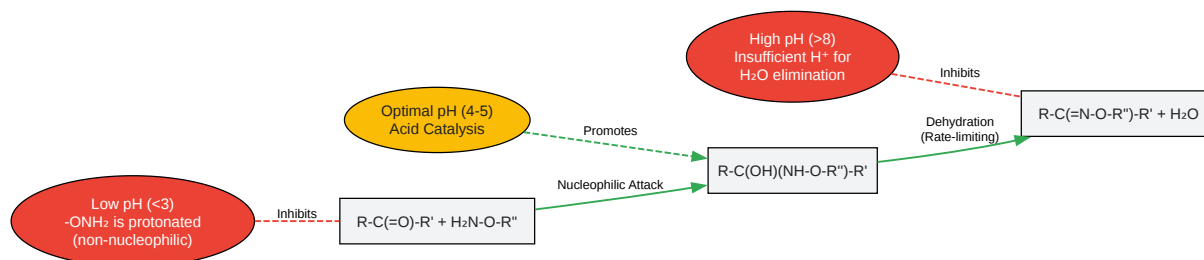 High pH (>8)
Insufficient H⁺ for
H₂O elimination
Inhibits
Optimal pH (4-5)
Acid Catalysis
Promotes
R-C(=N-O-R")-R' + H₂O
Dehydration
(Rate-limiting)
R-C(OH)(NH-O-R")-R'
Nucleophilic Attack
Low pH (<3)
-ONH₂ is protonated
(non-nucleophilic)
Inhibits
R-C(=O)-R' + H₂N-O-R"